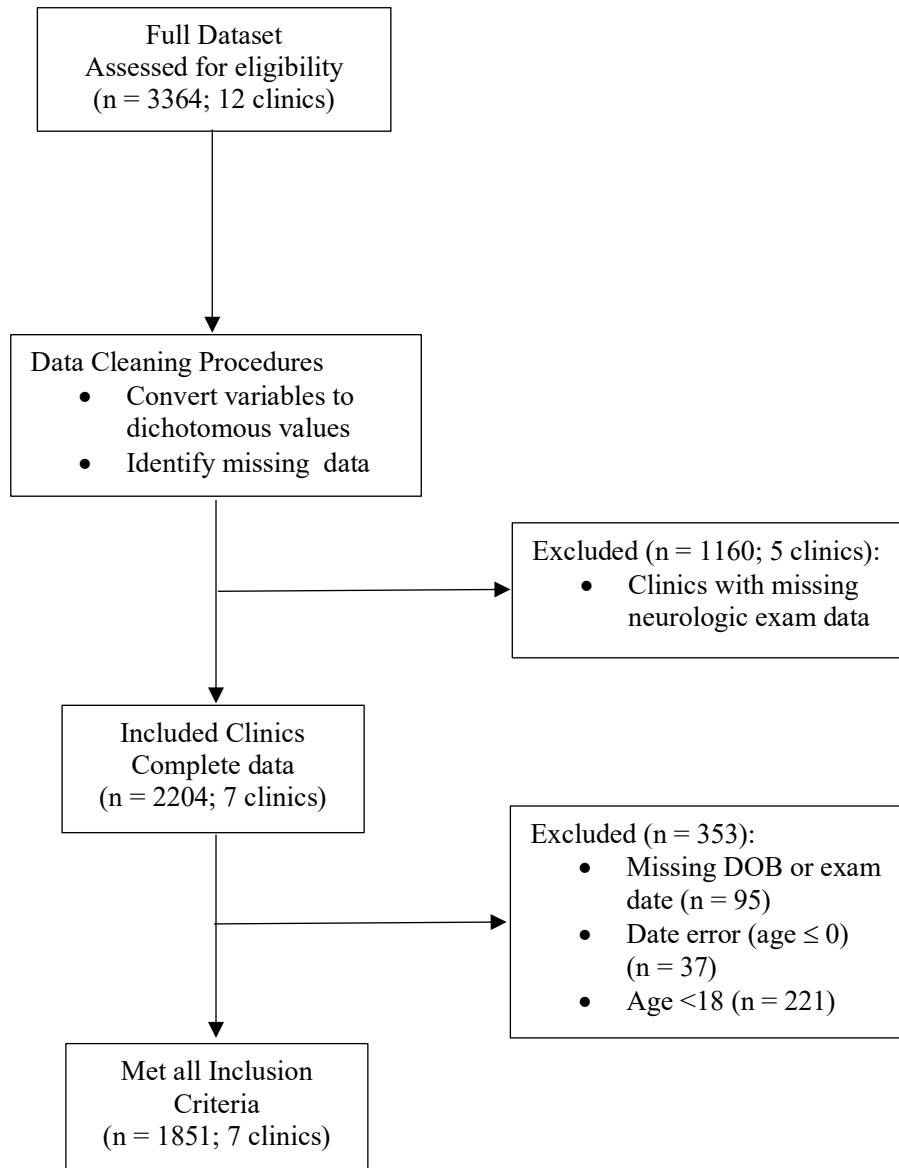 Full Dataset
Assessed for eligibility
(n = 3364; 12 clinics)
Data Cleaning Procedures
• Convert variables to
dichotomous values
• Identify missing data
Excluded (n = 1160; 5 clinics):
• Clinics with missing
neurologic exam data
Included Clinics
Complete data
(n = 2204; 7 clinics)
Excluded (n = 353):
• Missing DOB or exam
date (n = 95)
• Date error (age ≤ 0)
(n = 37)
• Age <18 (n = 221)
Met all Inclusion
Criteria
(n = 1851; 7 clinics)